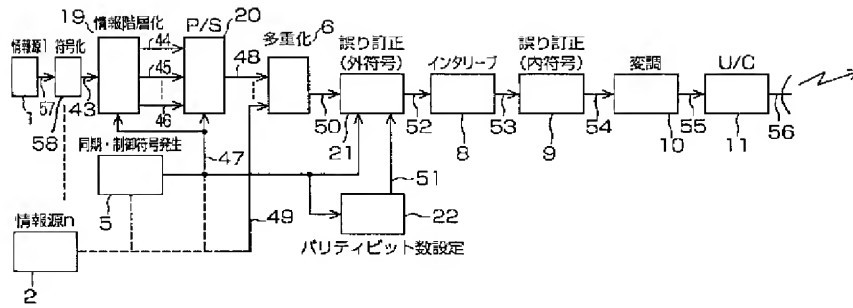 19 情報階層化
P/S
20
多重化 6
誤り訂正
(外符号)
インタリーブ
誤り訂正
(内符号)
変調
U/C
情報源1
符号化
44
45
46
48
57
43
1
58
50
21
52
8
53
9
54
10
55
11
56
同期・制御符号発生
47
5
49
51
22
パリティビット数設定
情報源n
2